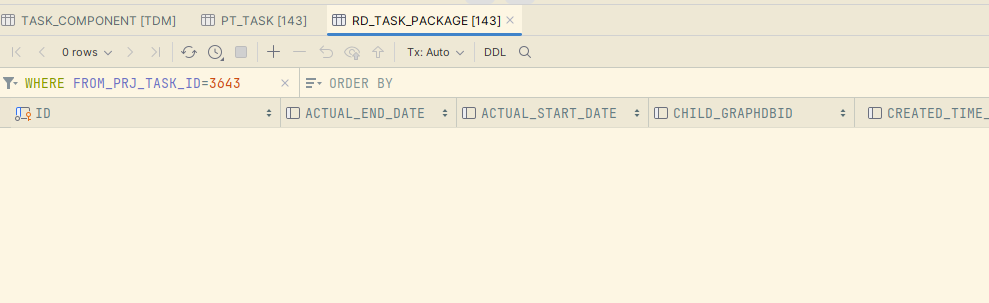 TASK_COMPONENT [TDM] PT_TASK [143] RD_TASK_PACKAGE [143]
0 rows Tx: Auto DDL
WHERE FROM_PRJ_TASK_ID=3643 ORDER BY
ID ACTUAL_END_DATE ACTUAL_START_DATE CHILD_GRAPHDBID CREATED_TIME_